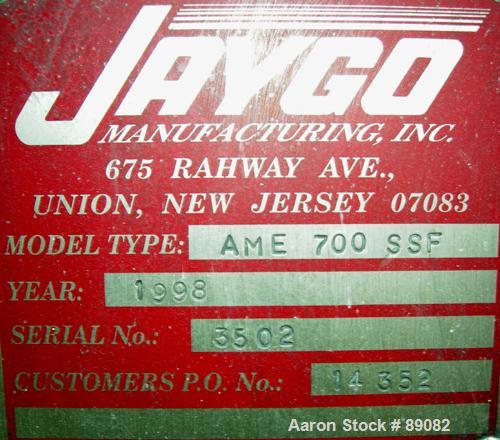 JAYGO
MANUFACTURING, INC.
675 RAHWAY AVE.,
UNION, NEW JERSEY 07083
MODEL TYPE: AME 700 SSF
YEAR: 1998
SERIAL No.: 3502
CUSTOMERS P.O. No.: 14352
Aaron Stock # 89082